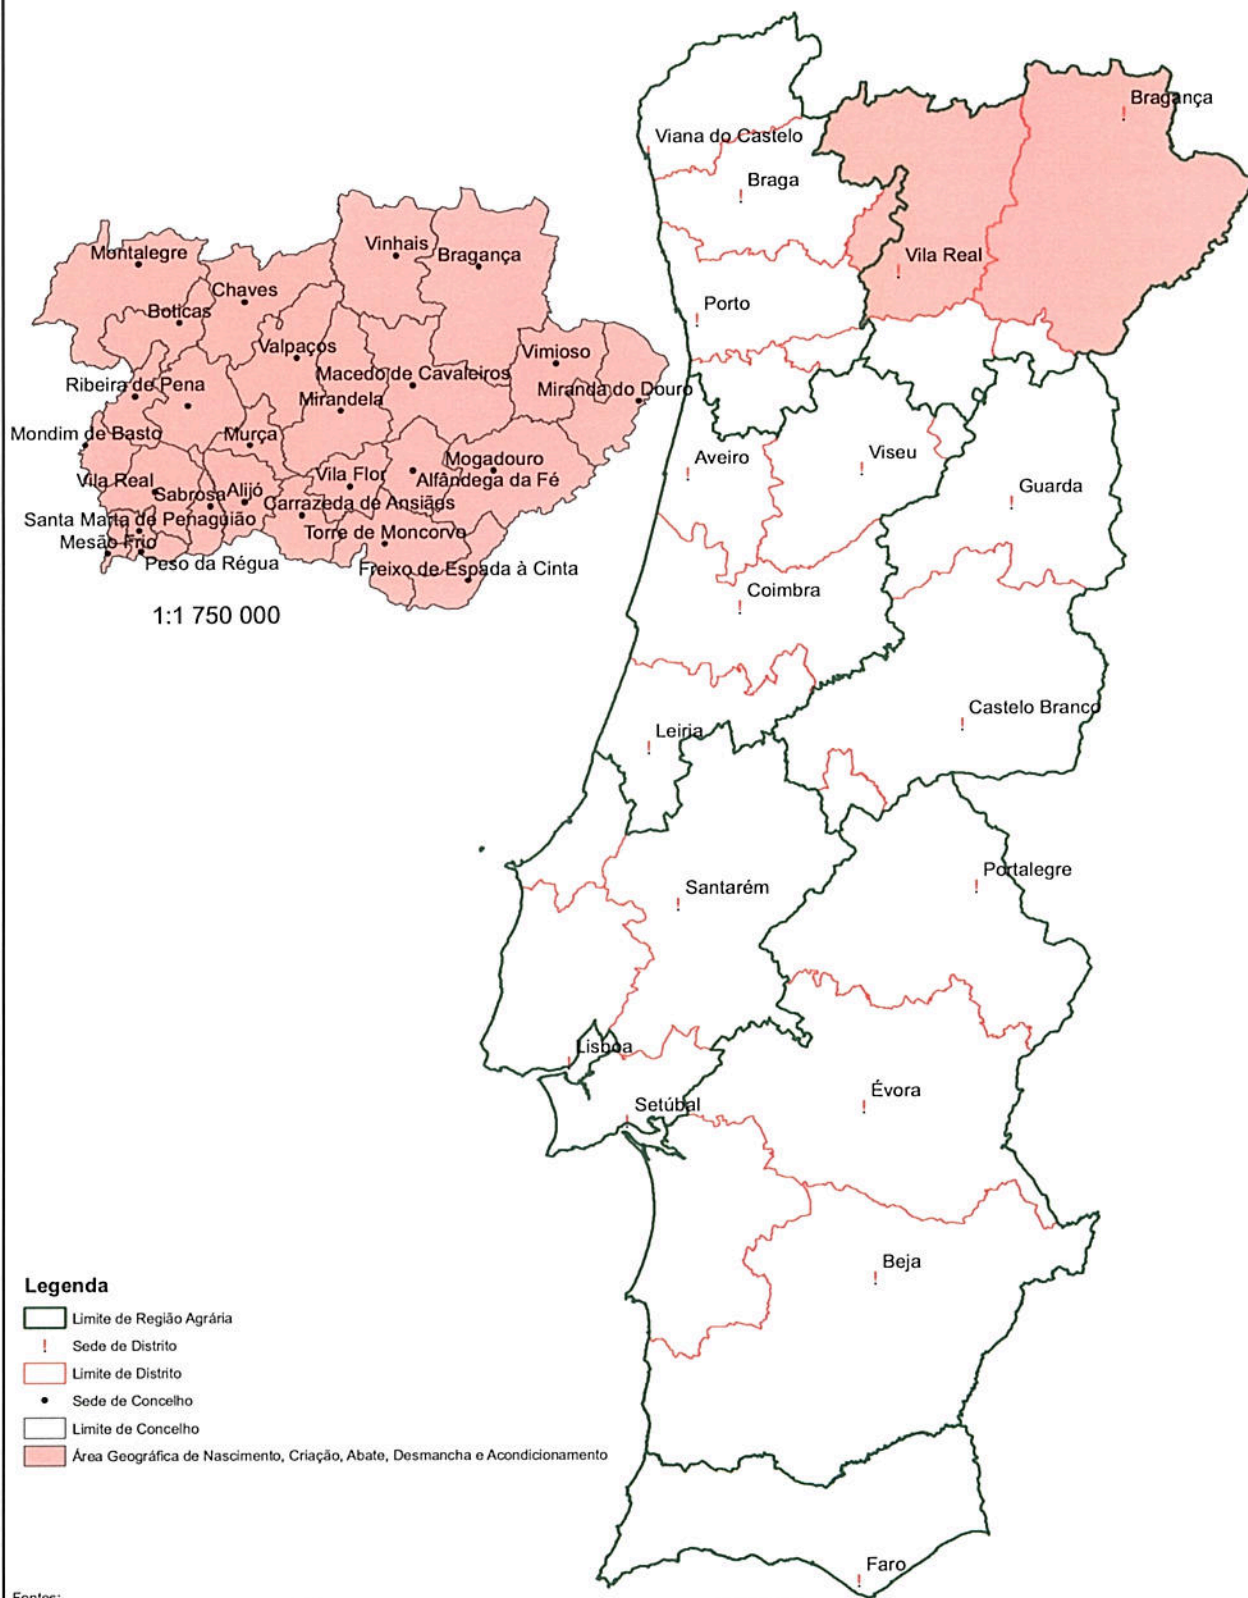 Bragança
Viana do Castelo
Braga
Vila Real
Porto
Aveiro
Viseu
Guarda
Coimbra
Castelo Branco
Leiria
Portalegre
Santarém
Lisboa
Setúbal
Évora
Beja
Faro
Montalegre
Vinhais
Bragança
Chaves
Boticas
Valpaços
Vimioso
Macedo de Cavaleiros
Ribeira de Pena
Mirandela
Miranda do Douro
Mondim de Basto
Murça
Mogadouro
Vila Real
Vila Flor
Alfândega da Fé
Sabrosa
Alijó
Carrazeda de Ansiães
Santa Marta de Penaguião
Torre de Moncorvo
Mesão Frio
Peso da Régua
Freixo de Espada à Cinta
1:1 750 000
Legenda
Limite de Região Agrária
! Sede de Distrito
Limite de Distrito
Sede de Concelho
Limite de Concelho
Área Geográfica de Nascimento, Criação, Abate, Desmancha e Acondicionamento